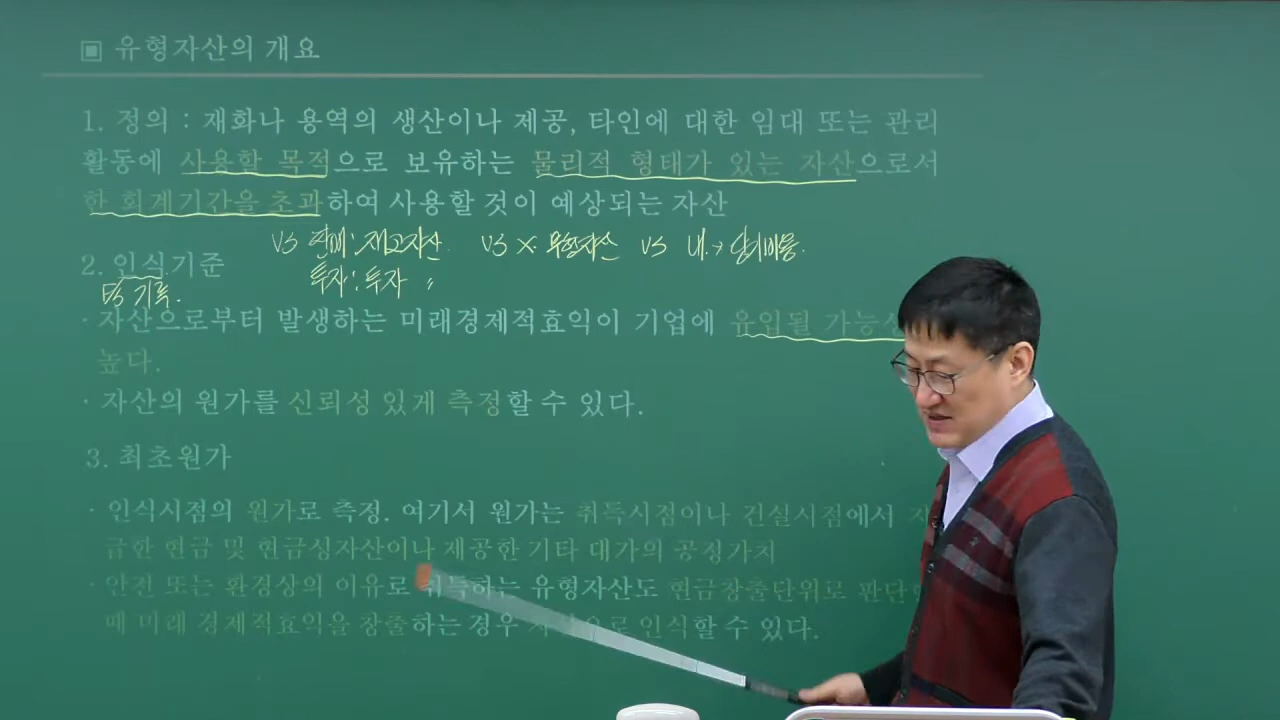 ▣ 유형자산의 개요
1. 정의 : 재화나 용역의 생산이나 제공, 타인에 대한 임대 또는 관리
활동에 사용할 목적으로 보유하는 물리적 형태가 있는 자산으로서
한 회계기간을 초과하여 사용할 것이 예상되는 자산
vs 판매: 재고자산 vs X: 무형자산 vs 내 → 당기비용.
2. 인식기준
투자: 투자 〃
기록.
· 자산으로부터 발생하는 미래경제적효익이 기업에 유입될
높다.
· 자산의 원가를 신뢰성 있게 측정할 수 있다.
3. 최초원가
· 인식시점의 원가로 측정. 여기서 원가는 취득시점이나 건설시점에서
급한 현금 및 현금성자산이나 제공한 기타 대가의 공정가치
· 안전 또는 환경상의 이유로 취득하는 유형자산도 현금창출단위로
때 미래 경제적효익을 창출하는 경우 자산으로 인식할 수 있다.